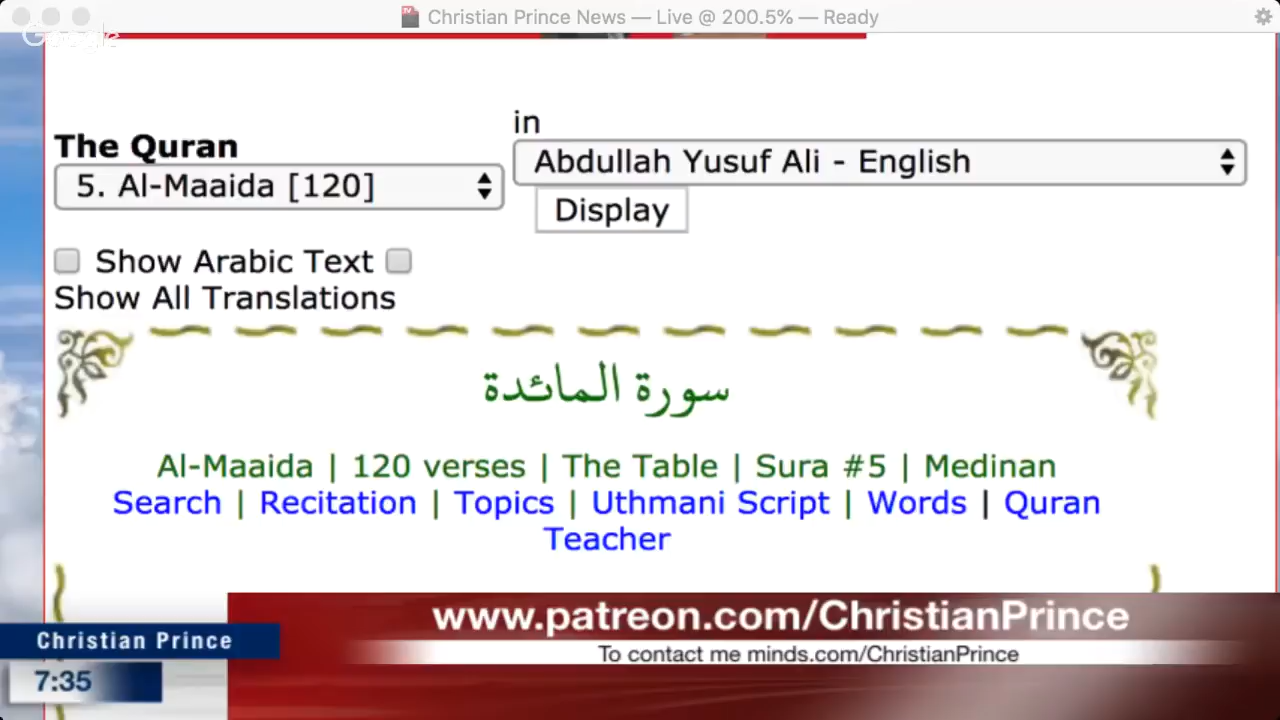 Christian Prince News — Live @ 200.5% — Ready
Google
in
The Quran
Abdullah Yusuf Ali - English
5. Al-Maaida [120]
Display
Show Arabic Text
Show All Translations
سورة المائدة
Al-Maaida | 120 verses | The Table | Sura #5 | Medinan
Search | Recitation | Topics | Uthmani Script | Words | Quran
Teacher
www.patreon.com/ChristianPrince
Christian Prince
To contact me minds.com/ChristianPrince
7:35